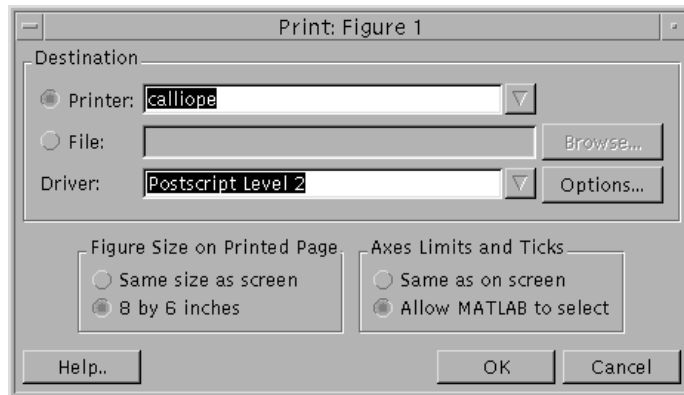 Print: Figure 1
Destination
Printer: calliope
File: Browse...
Driver: Postscript Level 2 Options...
Figure Size on Printed Page
Same size as screen
8 by 6 inches
Axes Limits and Ticks
Same as on screen
Allow MATLAB to select
Help.. OK Cancel